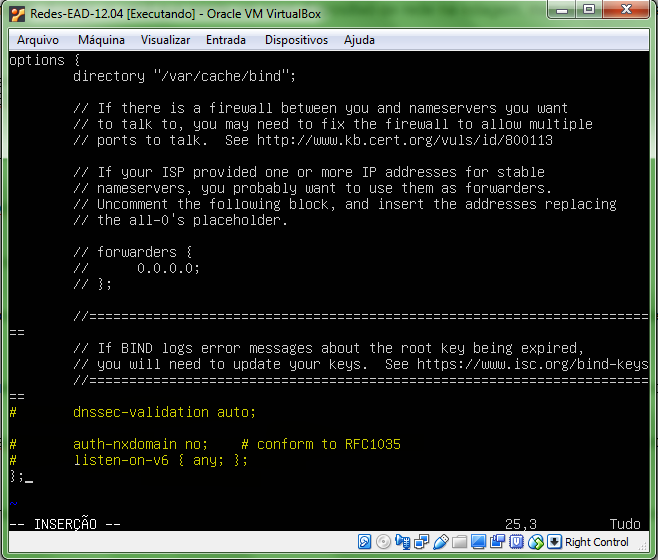 Redes-EAD-12.04 [Executando] - Oracle VM VirtualBox
Arquivo Máquina Visualizar Entrada Dispositivos Ajuda
options {
directory "/var/cache/bind";
// If there is a firewall between you and nameservers you want
// to talk to, you may need to fix the firewall to allow multiple
// ports to talk. See http://www.kb.cert.org/vuls/id/800113
// If your ISP provided one or more IP addresses for stable
// nameservers, you probably want to use them as forwarders.
// Uncomment the following block, and insert the addresses replacing
// the all-0's placeholder.
// forwarders {
// 0.0.0.0;
// };
//======================================================================
==
// If BIND logs error messages about the root key being expired,
// you will need to update your keys. See https://www.isc.org/bind-keys
//======================================================================
==
# dnssec-validation auto;
# auth-nxdomain no; # conform to RFC1035
# listen-on-v6 { any; };
};_
~
-- INSERÇÃO -- 25,3 Tudo
Right Control